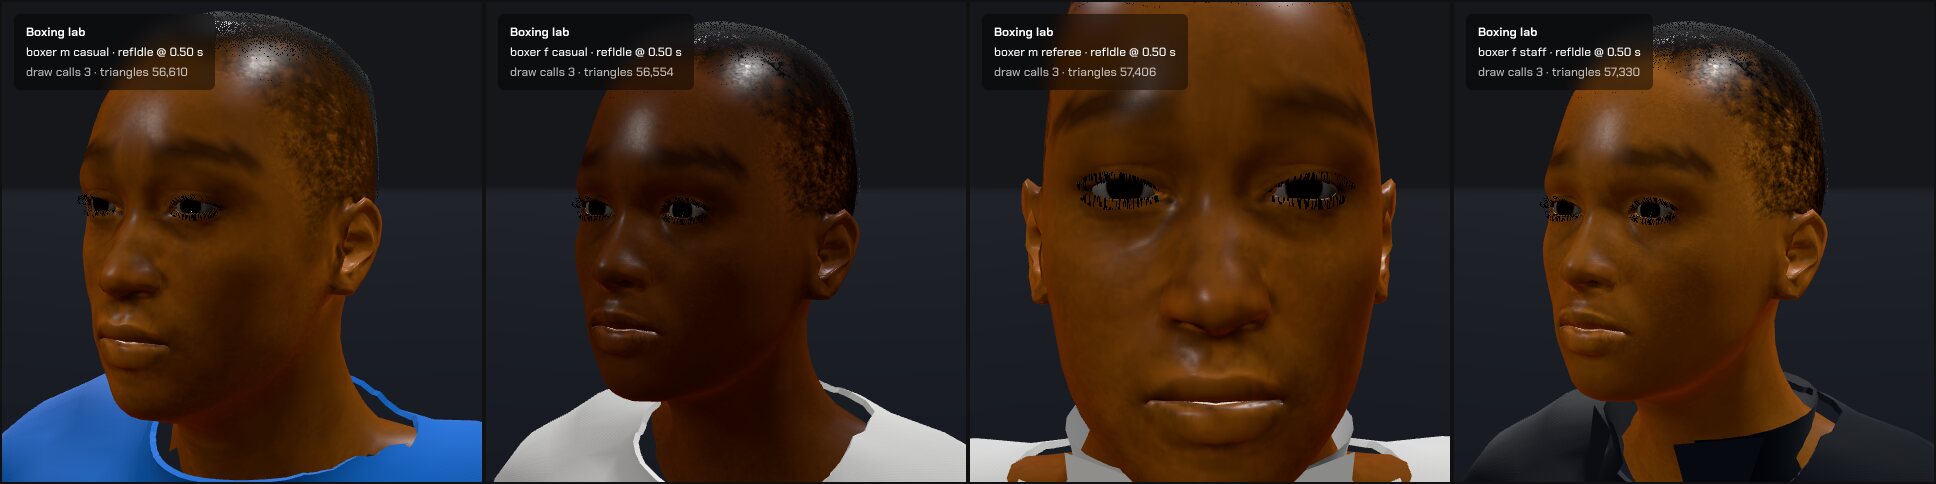 Boxing lab
boxer m casual · refIdle @ 0.50 s
draw calls 3 · triangles 56,610
Boxing lab
boxer f casual · refIdle @ 0.50 s
draw calls 3 · triangles 56,554
Boxing lab
boxer m referee · refIdle @ 0.50 s
draw calls 3 · triangles 57,406
Boxing lab
boxer f staff · refIdle @ 0.50 s
draw calls 3 · triangles 57,330